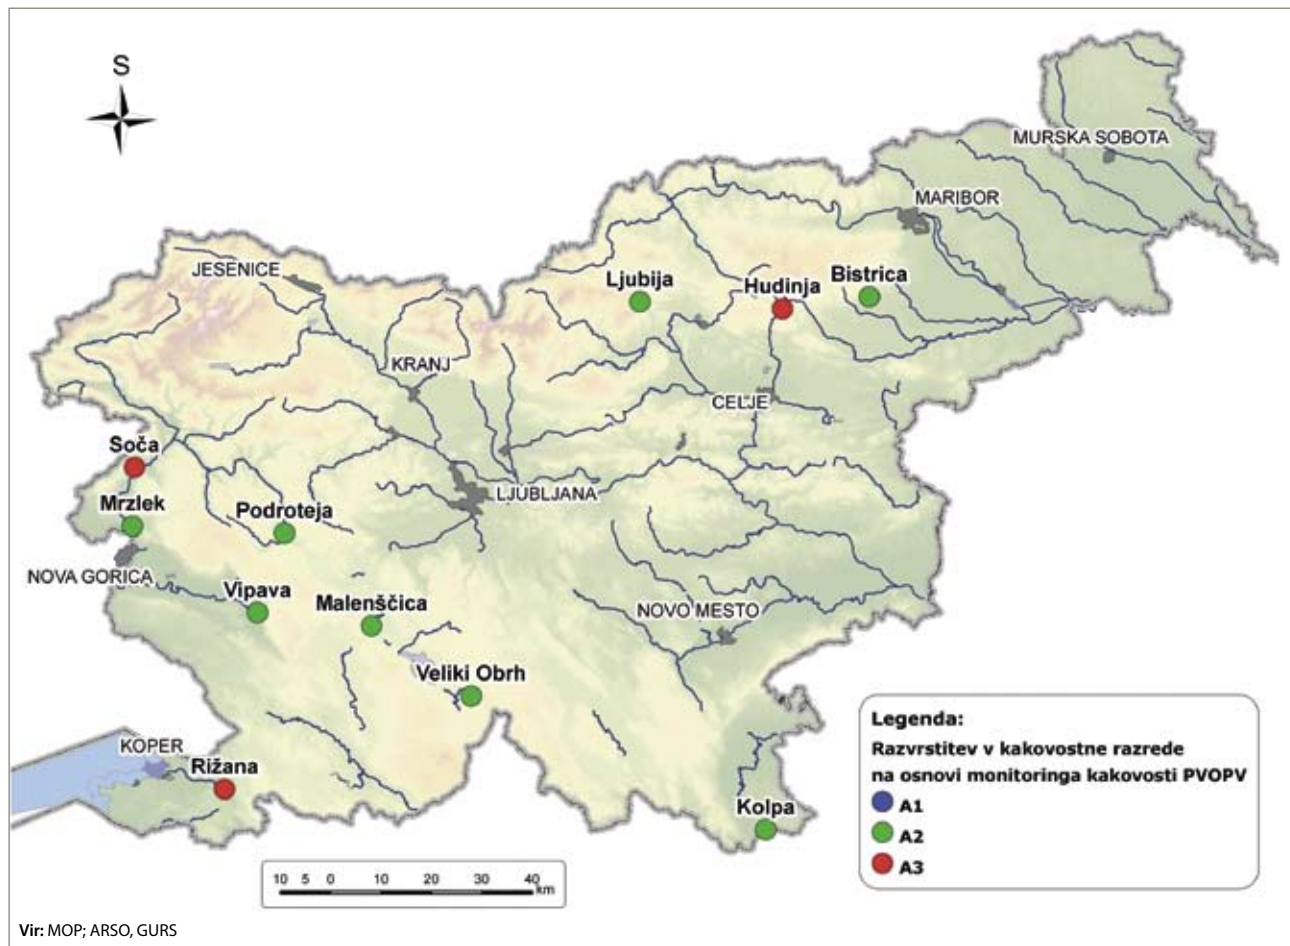 S
MURSKA SOBOTA
MARIBOR
JESENICE
Ljubija
Hudinja
Bistrica
KRANJ
CELJE
Soča
LJUBLJANA
Mrzlek
Podroteja
NOVA GORICA
Vipava
Malenščica
NOVO MESTO
Veliki Obrh
KOPER
Rižana
Kolpa
Legenda:
Razvrstitev v kakovostne razrede
na osnovi monitoringa kakovosti PVOPV
A1
A2
A3
10 5 0 10 20 30 40
km
Vir: MOP; ARSO, GURS